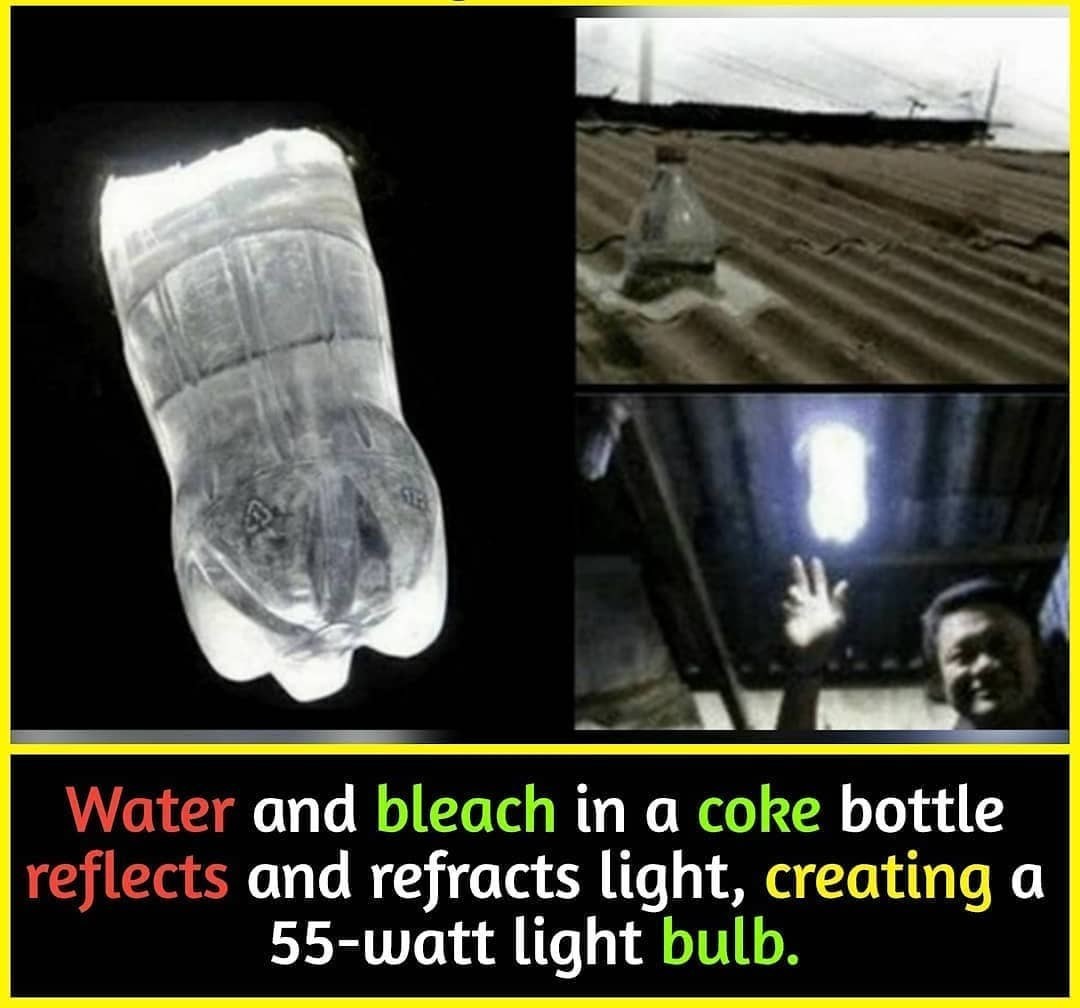 Water and bleach in a coke bottle
reflects and refracts light, creating a
55-watt light bulb.